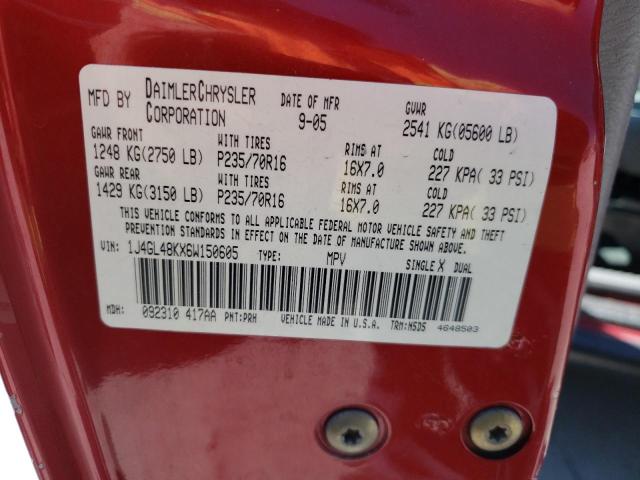 MFD BY DAIMLERCHRYSLER CORPORATION DATE OF MFR 9-05 GVWR 2541 KG(05600 LB)
GAWR FRONT WITH TIRES RIMS AT COLD
1248 KG(2750 LB) P235/70R16 16X7.0 227 KPA( 33 PSI)
GAWR REAR WITH TIRES RIMS AT COLD
1429 KG(3150 LB) P235/70R16 16X7.0 227 KPA( 33 PSI)
THIS VEHICLE CONFORMS TO ALL APPLICABLE FEDERAL MOTOR VEHICLE SAFETY AND THEFT
PREVENTION STANDARDS IN EFFECT ON THE DATE OF MANUFACTURE SHOWN ABOVE.
VIN: 1J4GL48KX6W150605 TYPE: MPV SINGLE X DUAL
MDH: 092310 417AA PNT:PRH VEHICLE MADE IN U.S.A. TRM:N5D5 4648503